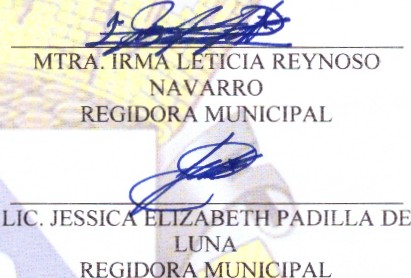 MTRA. IRMA LETICIA REYNOSO
NAVARRO
REGIDORA MUNICIPAL
LIC. JESSICA ELIZABETH PADILLA DE
LUNA
REGIDORA MUNICIPAL